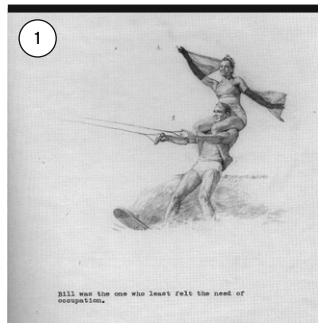 1
Bill was the one who least felt the need of
occupation.